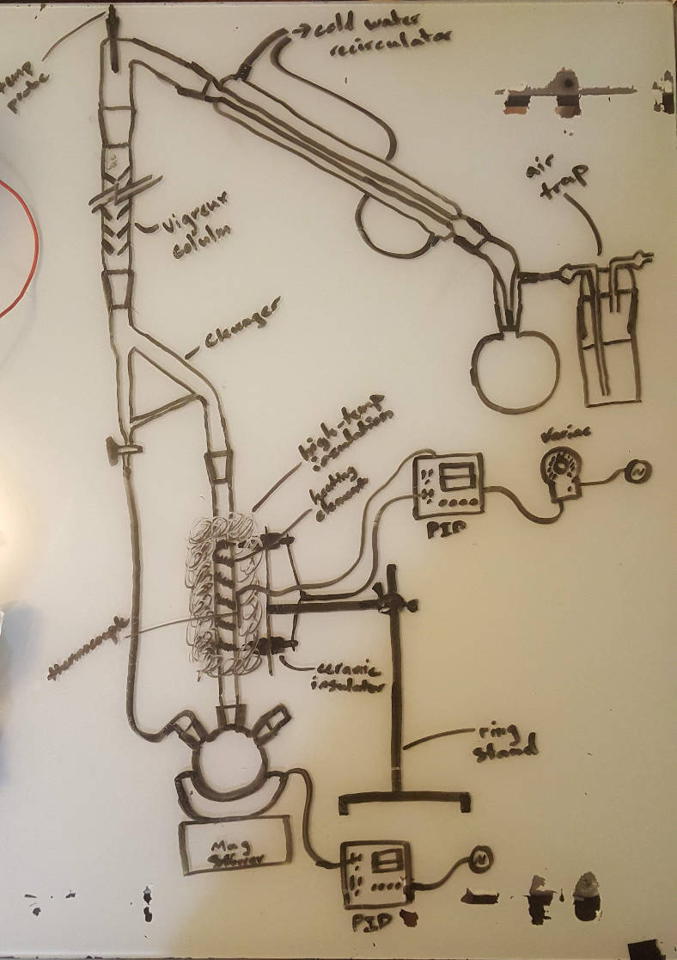 temp
probe
→cold water
recirculator
air
trap
vigreux
column
Clevenger
high-temp
insulation
heating
element
Variac
PID
thermocouple
ceramic
insulator
ring
stand
Mag
Stirrer
PID
N
N